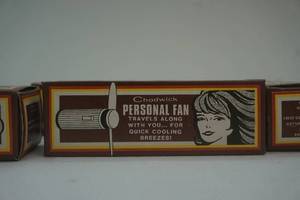 Chadwick
PERSONAL FAN
TRAVELS ALONG
WITH YOU... FOR
QUICK COOLING
BREEZES!